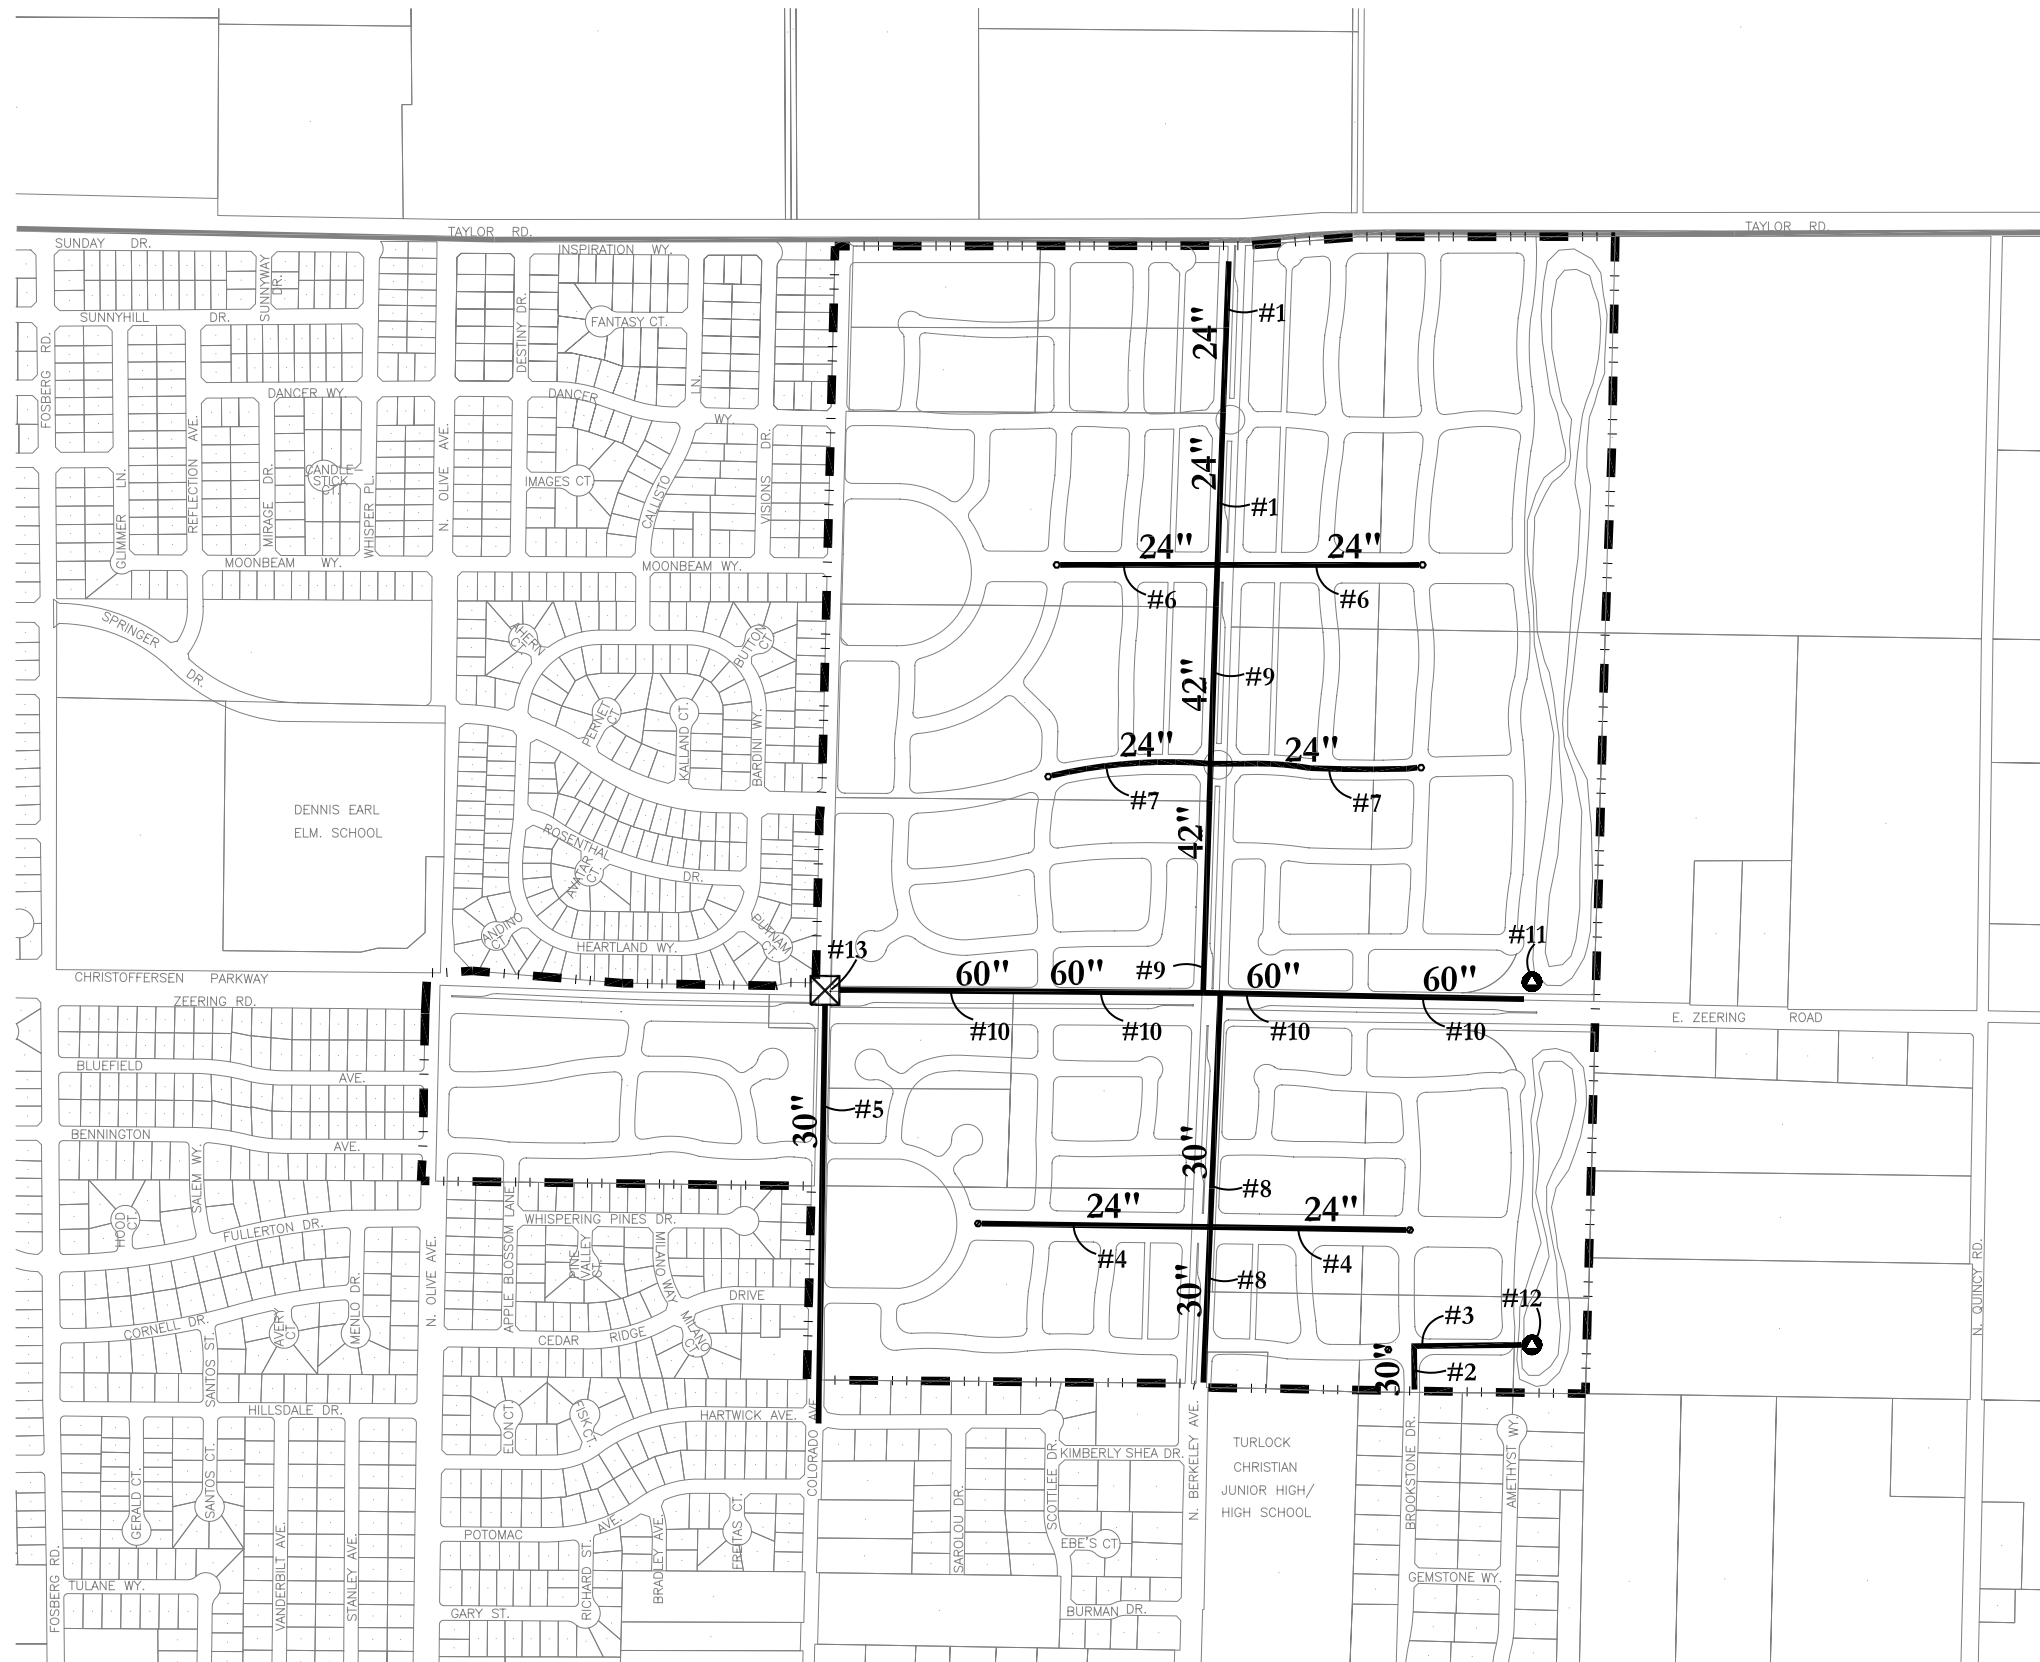 TAYLOR RD.
TAYLOR RD.
SUNDAY DR.
INSPIRATION WY.
SUNNYWAY
DR.
SUNNYHILL DR.
FANTASY CT.
DESTINY DR.
FOSBERG RD.
DANCER WY.
DANCER
LN.
WY.
REFLECTION AVE.
N. OLIVE AVE.
VISIONS DR.
CANDLE-
STICK
CT.
MIRAGE DR.
WHISPER PL.
GLIMMER LN.
IMAGES CT.
CALLISTO
MOONBEAM WY.
MOONBEAM WY.
SPRINGER
DR.
AHERN
CT.
BUTTON
CT.
PERNET
CT.
KALLAND CT.
BARDINI WY.
DENNIS EARL
ELM. SCHOOL
ROSENTHAL
DR.
AVATAR
CT.
ANDINO
CT.
PUTNAM
CT.
HEARTLAND WY.
CHRISTOFFERSEN PARKWAY
ZEERING RD.
E. ZEERING ROAD
BLUEFIELD
AVE.
BENNINGTON
AVE.
SALEM WY.
HOOD
CT.
FULLERTON DR.
CORNELL DR.
SANTOS ST.
AVERY
CT.
MENLO DR.
N. OLIVE AVE.
APPLE BLOSSOM LANE
WHISPERING PINES DR.
PINE
VALLEY
ST.
MILANO WAY
DRIVE
CEDAR RIDGE
MILANO
CT.
HILLSDALE DR.
ELON CT.
FISK CT.
HARTWICK AVE.
COLORADO AVE.
GERALD CT.
SANTOS CT.
VANDERBILT AVE.
STANLEY AVE.
FOSBERG RD.
TULANE WY.
POTOMAC
AVE.
GARY ST.
RICHARD ST.
BRADLEY AVE.
FREITAS CT.
SAROLOU DR.
SCOTTLEE DR.
KIMBERLY SHEA DR.
EBE'S CT.
BURMAN DR.
N. BERKELEY AVE.
TURLOCK
CHRISTIAN
JUNIOR HIGH/
HIGH SCHOOL
BROOKSTONE DR.
AMETHYST WY.
GEMSTONE WY.
N. QUINCY RD.
24"
#1
24"
#1
24"
24"
#6
#6
42"
#9
24"
24"
#7
#7
42"
#11
#13
60"
60"
#9
60"
60"
#10
#10
#10
#10
30"
#5
30"
#8
24"
24"
#4
#4
30"
#8
#12
#3
30"
#2